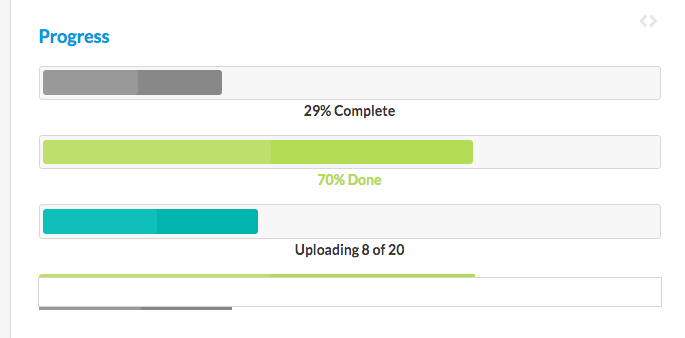 Progress
29% Complete
70% Done
Uploading 8 of 20